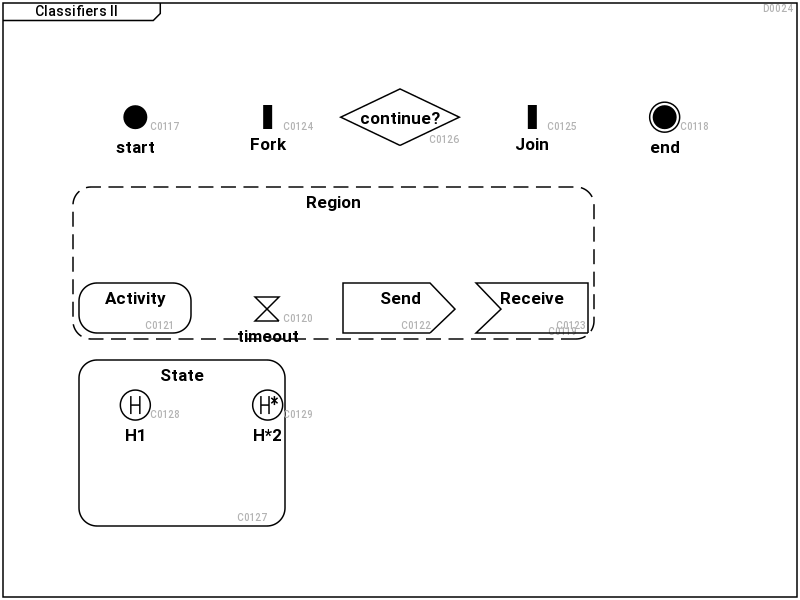 Classifiers II
D0024
C0117
start
C0124
Fork
continue?
C0126
C0125
Join
C0118
end
Region
Activity
C0121
C0120
timeout
Send
C0122
Receive
C0123
C0119
State
H
C0128
H1
H*
C0129
H*2
C0127